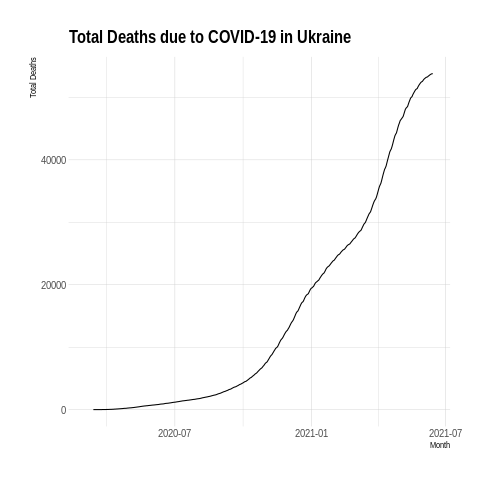 Total Deaths due to COVID-19 in Ukraine
Total Deaths
40000
20000
0
2020-07
2021-01
2021-07
Month